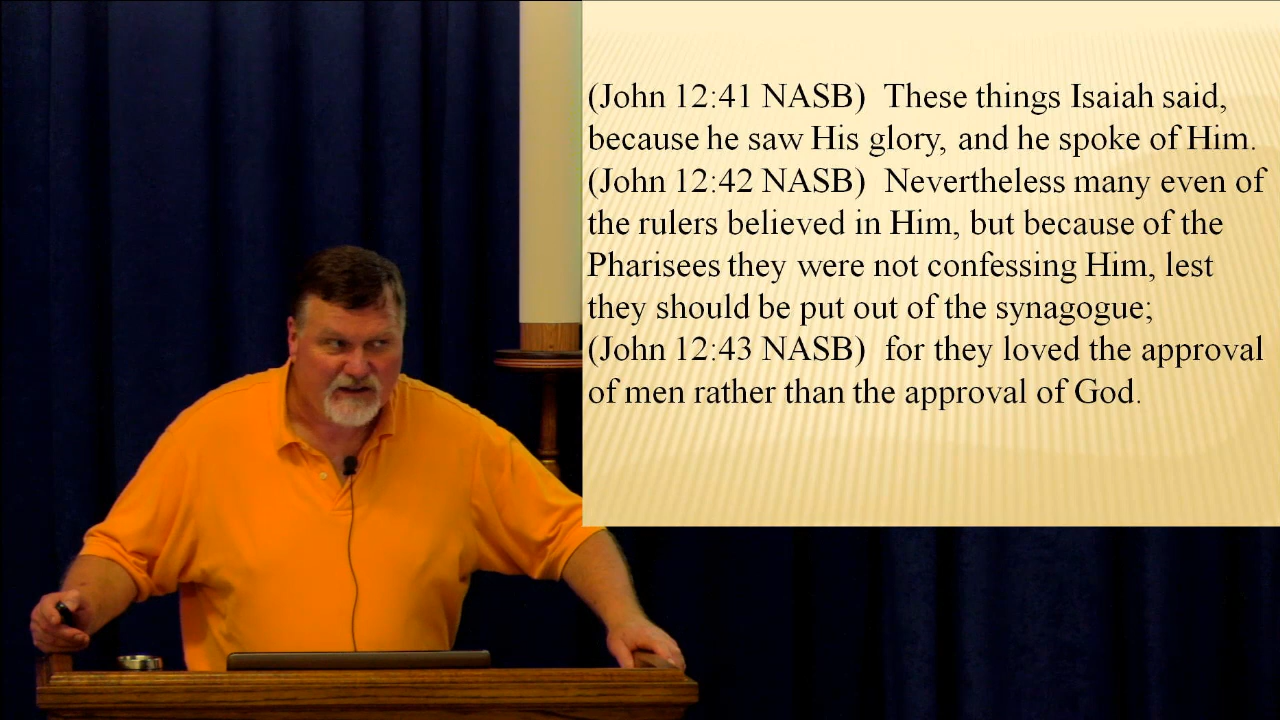 (John 12:41 NASB)  These things Isaiah said,
because he saw His glory, and he spoke of Him.
(John 12:42 NASB)  Nevertheless many even of
the rulers believed in Him, but because of the
Pharisees they were not confessing Him, lest
they should be put out of the synagogue;
(John 12:43 NASB)  for they loved the approval
of men rather than the approval of God.